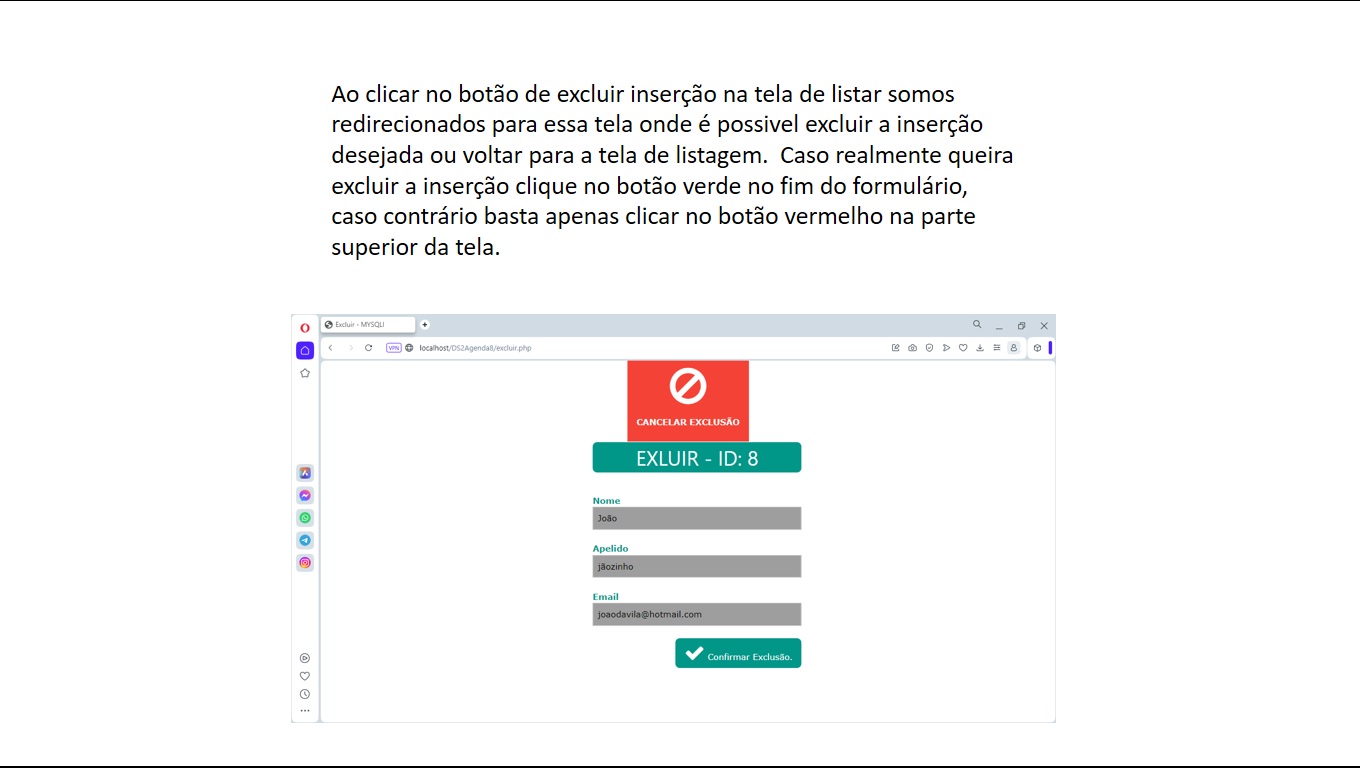 Ao clicar no botão de excluir inserção na tela de listar somos
redirecionados para essa tela onde é possivel excluir a inserção
desejada ou voltar para a tela de listagem.  Caso realmente queira
excluir a inserção clique no botão verde no fim do formulário,
caso contrário basta apenas clicar no botão vermelho na parte
superior da tela.
Excluir - MYSQLI
VPN localhost/DS2Agenda8/excluir.php
CANCELAR EXCLUSÃO
EXLUIR - ID: 8
Nome
João
Apelido
jãozinho
Email
joaodavila@hotmail.com
Confirmar Exclusão.